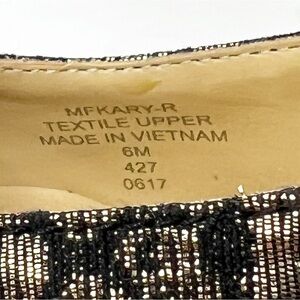 MFKARY-R
TEXTILE UPPER
MADE IN VIETNAM
6M
427
0617